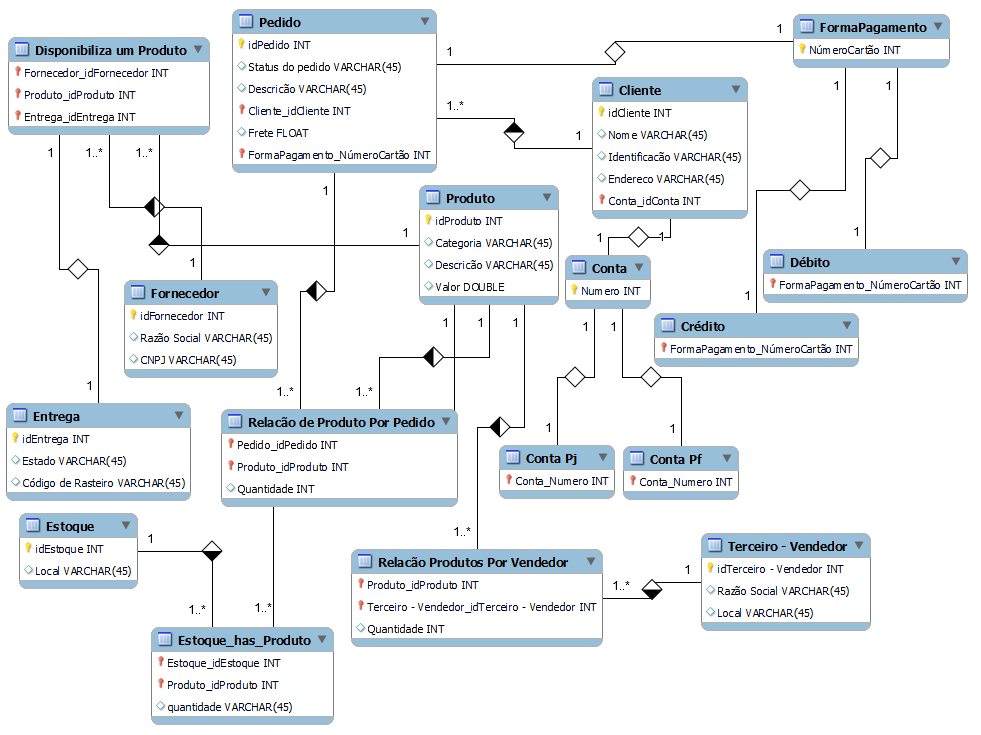 Pedido
idPedido INT
Status do pedido VARCHAR(45)
Descricão VARCHAR(45)
Cliente_idCliente INT
Frete FLOAT
FormaPagamento_NúmeroCartão INT
Disponibiliza um Produto
Fornecedor_idFornecedor INT
Produto_idProduto INT
Entrega_idEntrega INT
FormaPagamento
NúmeroCartão INT
Cliente
idCliente INT
Nome VARCHAR(45)
Identificacão VARCHAR(45)
Endereco VARCHAR(45)
Conta_idConta INT
1
1
1..*
1
1
1..*
1..*
1
1
1
1
Produto
idProduto INT
Categoria VARCHAR(45)
Descricão VARCHAR(45)
Valor DOUBLE
1
1
1
1
1
Conta
Numero INT
Débito
FormaPagamento_NúmeroCartão INT
Fornecedor
idFornecedor INT
Razão Social VARCHAR(45)
CNPJ VARCHAR(45)
1
Crédito
FormaPagamento_NúmeroCartão INT
1
1
1
1
1
1
1..*
1..*
1
1
Entrega
idEntrega INT
Estado VARCHAR(45)
Código de Rasteiro VARCHAR(45)
Relacão de Produto Por Pedido
Pedido_idPedido INT
Produto_idProduto INT
Quantidade INT
Conta Pj
Conta_Numero INT
Conta Pf
Conta_Numero INT
Estoque
idEstoque INT
Local VARCHAR(45)
1
1..*
1..*
1..*
Relacão Produtos Por Vendedor
Produto_idProduto INT
Terceiro - Vendedor_idTerceiro - Vendedor INT
Quantidade INT
1..*
1
Terceiro - Vendedor
idTerceiro - Vendedor INT
Razão Social VARCHAR(45)
Local VARCHAR(45)
Estoque_has_Produto
Estoque_idEstoque INT
Produto_idProduto INT
quantidade VARCHAR(45)